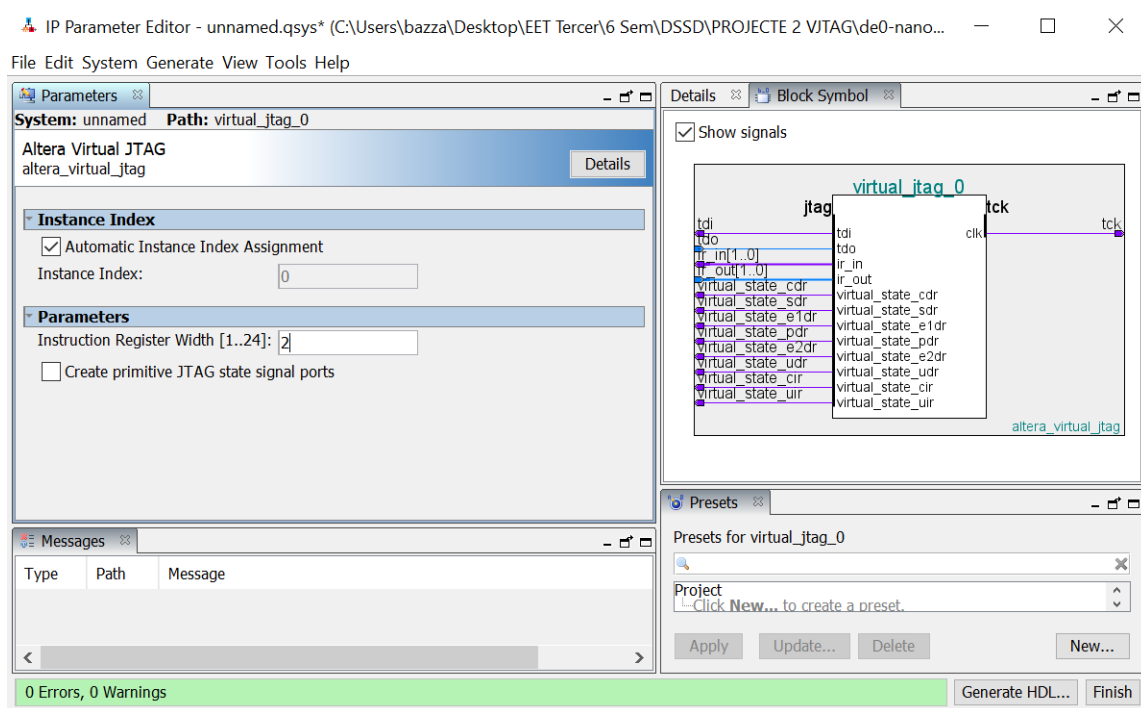 IP Parameter Editor - unnamed.qsys* (C:\Users\bazza\Desktop\EET Tercer\6 Sem\DSSD\PROJECTE 2 VJTAG\de0-nano...
File Edit System Generate View Tools Help
Parameters
System: unnamed Path: virtual_jtag_0
Altera Virtual JTAG
altera_virtual_jtag
Details
Instance Index
Automatic Instance Index Assignment
Instance Index: 0
Parameters
Instruction Register Width [1..24]: 2
Create primitive JTAG state signal ports
Messages
Type Path Message
0 Errors, 0 Warnings
Details Block Symbol
Show signals
virtual_jtag_0
jtag tck
tdi tdi clk tck
tdo tdo
ir_in[1..0] ir_in
ir_out[1..0] ir_out
virtual_state_cdr virtual_state_cdr
virtual_state_sdr virtual_state_sdr
virtual_state_e1dr virtual_state_e1dr
virtual_state_pdr virtual_state_pdr
virtual_state_e2dr virtual_state_e2dr
virtual_state_udr virtual_state_udr
virtual_state_cir virtual_state_cir
virtual_state_uir virtual_state_uir
altera_virtual_jtag
Presets
Presets for virtual_jtag_0
Project
Click New... to create a preset.
Apply Update... Delete New...
Generate HDL... Finish